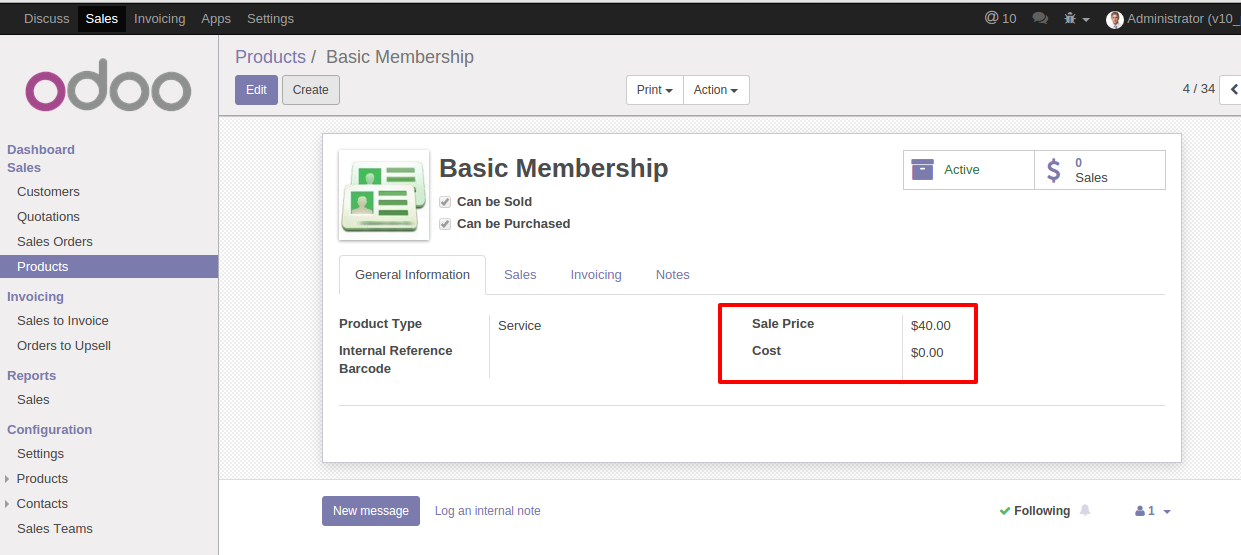 Discuss Sales Invoicing Apps Settings @ 10 Administrator (v10_
odoo
Dashboard
Sales
Customers
Quotations
Sales Orders
Products
Invoicing
Sales to Invoice
Orders to Upsell
Reports
Sales
Configuration
Settings
Products
Contacts
Sales Teams
Products / Basic Membership
Edit Create Print Action 4 / 34
Basic Membership
Can be Sold
Can be Purchased
Active
0
Sales
General Information Sales Invoicing Notes
Product Type Service
Internal Reference
Barcode
Sale Price $40.00
Cost $0.00
New message Log an internal note Following 1